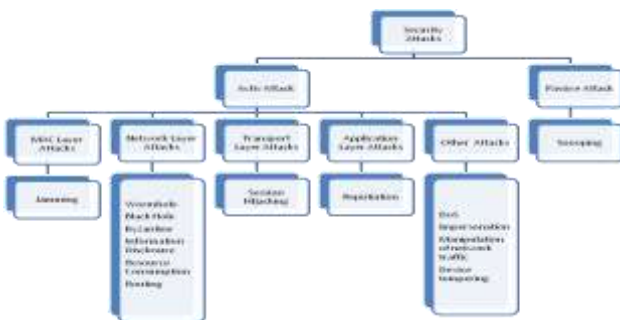 Security
Attacks
Activ Attack
Passive Attack
MAC Layer
Attacks
Network Layer
Attacks
Transport
Layer Attacks
Application
Layer Attacks
Other Attacks
Snooping
Jamming
Wormhole
Black Hole
Byzantine
Information
Disclosure
Resource
Consumption
Routing
Session
Hijacking
Repudiation
DoS
Impersonation
Manipulation
of network
traffic
Device
tampering